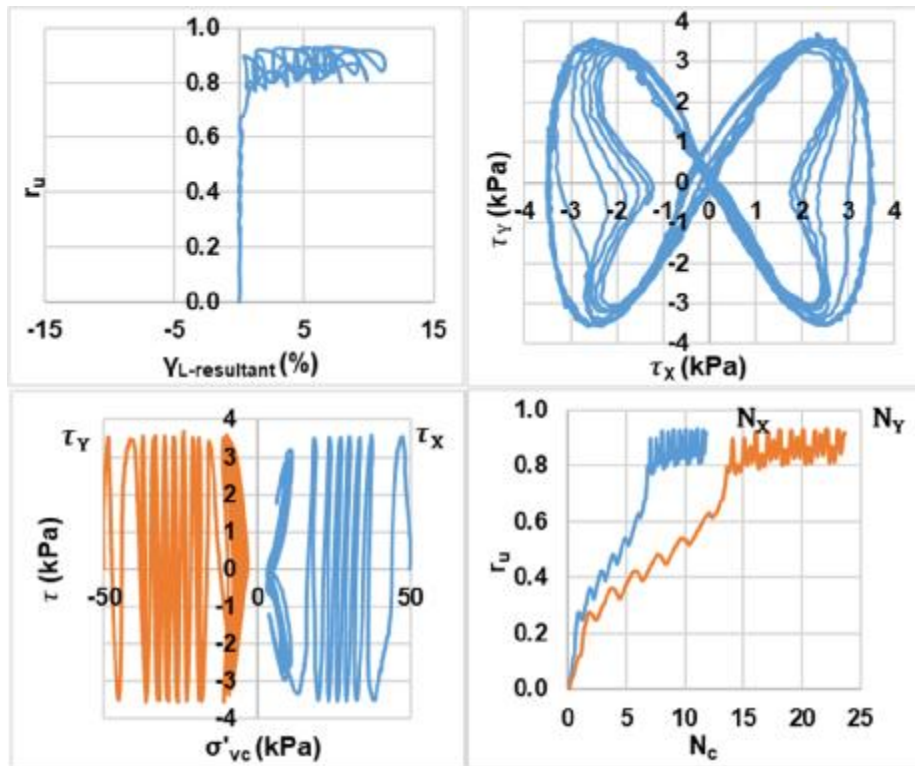 1.0
0.8
0.6
0.4
0.2
0.0
r_u
-15 -5 5 15
γ_L-resultant (%)
4
3
2
1
0
-1
-2
-3
-4
τ_Y (kPa)
-4 -3 -2 -1 0 1 2 3 4
τ_X (kPa)
τ_Y τ_X
4
3
2
1
0
-1
-2
-3
-4
τ (kPa)
-50 0 50
σ'_vc (kPa)
N_X N_Y
1.0
0.8
0.6
0.4
0.2
0.0
r_u
0 5 10 15 20 25
N_c